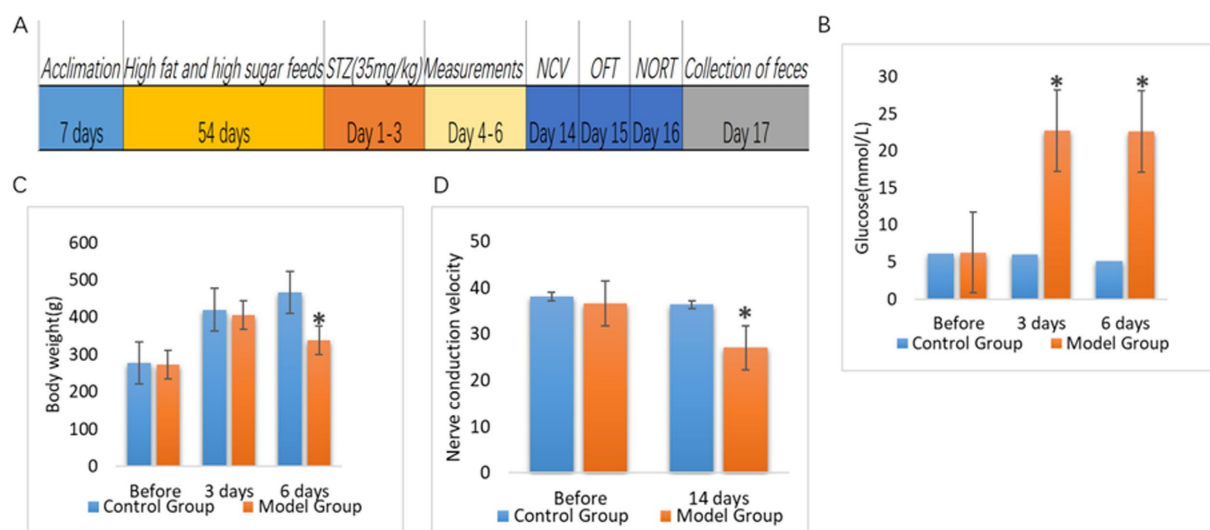 A
Acclimation High fat and high sugar feeds STZ(35mg/kg) Measurements NCV OFT NORT Collection of feces
7 days 54 days Day 1-3 Day 4-6 Day 14 Day 15 Day 16 Day 17
B
Glucose(mmol/L)
30
25
20
15
10
5
0
* *
Before 3 days 6 days
Control Group Model Group
C
Body weight(g)
600
500
400
300
200
100
0
*
Before 3 days 6 days
Control Group Model Group
D
Nerve conduction velocity
50
40
30
20
10
0
*
Before 14 days
Control Group Model Group